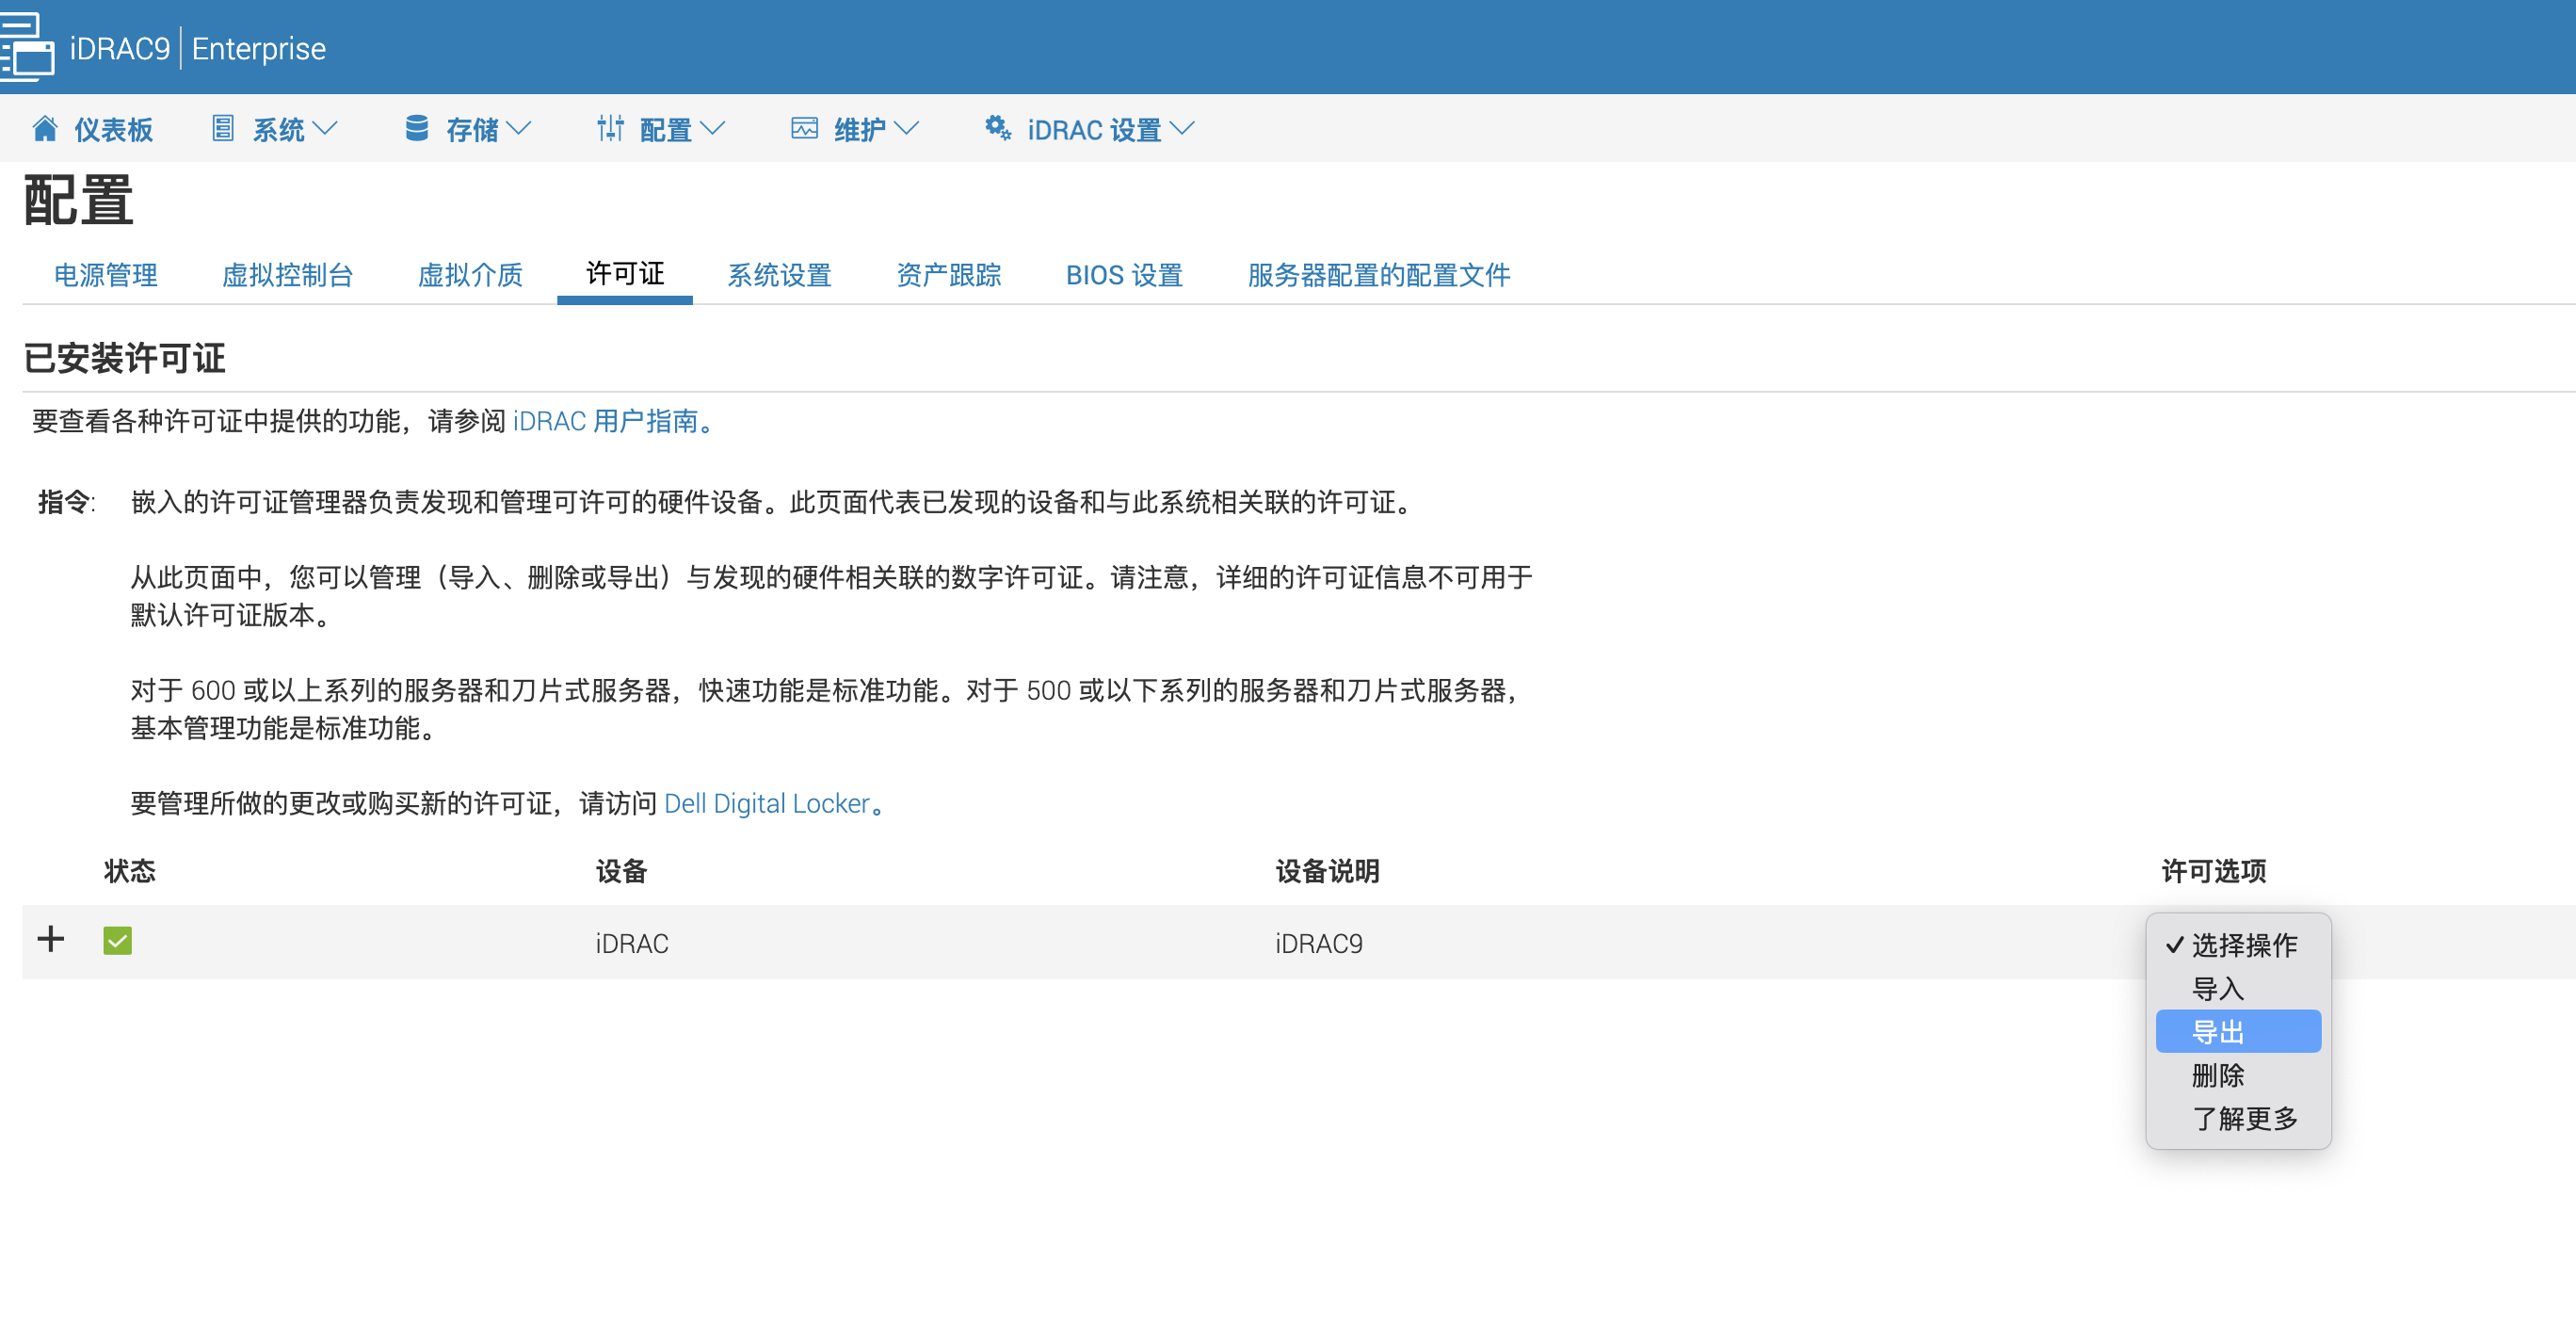 iDRAC9 | Enterprise
仪表板 系统 存储 配置 维护 iDRAC 设置
配置
电源管理 虚拟控制台 虚拟介质 许可证 系统设置 资产跟踪 BIOS 设置 服务器配置的配置文件
已安装许可证
要查看各种许可证中提供的功能，请参阅 iDRAC 用户指南。
指令: 嵌入的许可证管理器负责发现和管理可许可的硬件设备。此页面代表已发现的设备和与此系统相关联的许可证。
从此页面中，您可以管理（导入、删除或导出）与发现的硬件相关联的数字许可证。请注意，详细的许可证信息不可用于
默认许可证版本。
对于 600 或以上系列的服务器和刀片式服务器，快速功能是标准功能。对于 500 或以下系列的服务器和刀片式服务器，
基本管理功能是标准功能。
要管理所做的更改或购买新的许可证，请访问 Dell Digital Locker。
状态 设备 设备说明 许可选项
iDRAC iDRAC9
选择操作
导入
导出
删除
了解更多